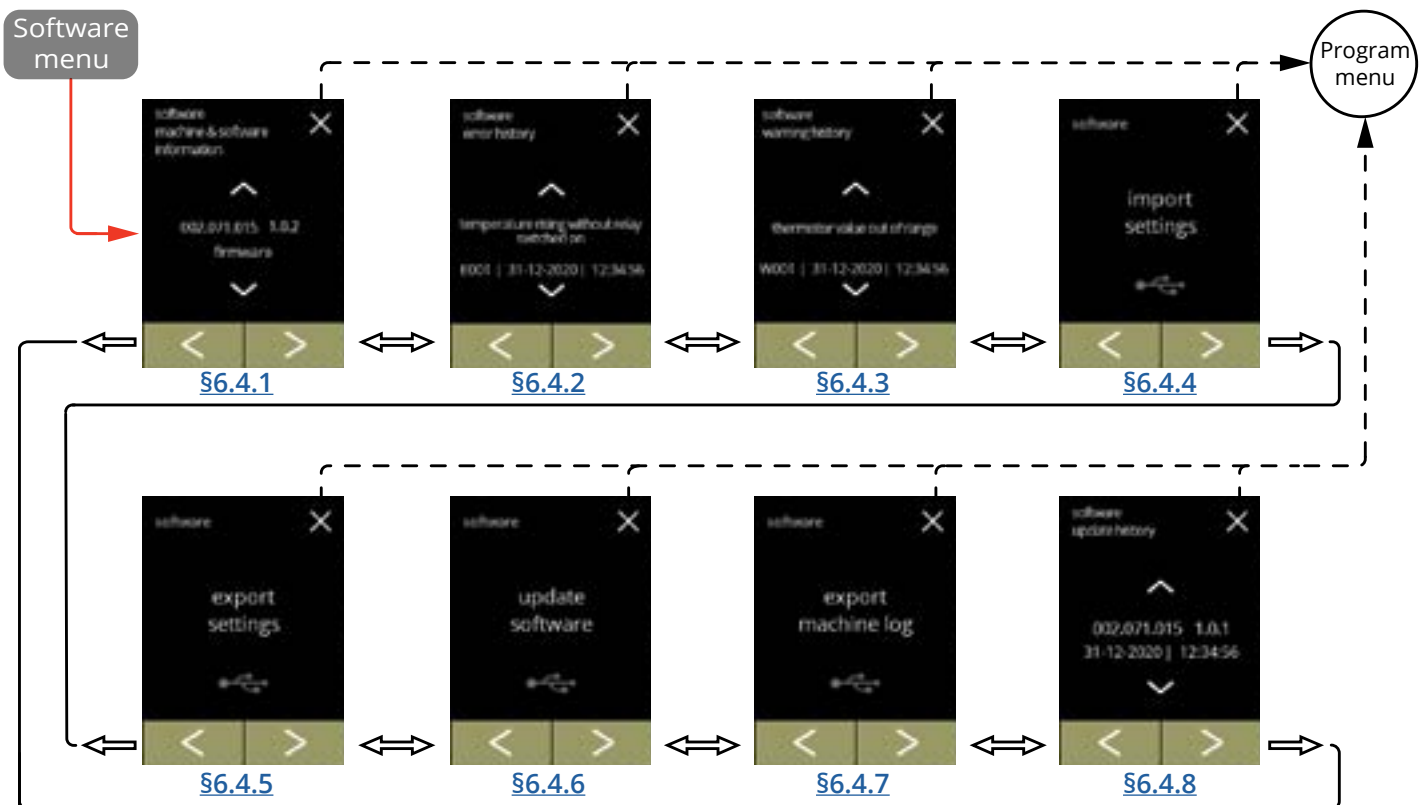 Software
menu
Program
menu
software
machine & software
information
002.071.015 1.0.2
firmware
§6.4.1
software
error history
temperature rising without relay
switched on
E001 | 31-12-2020 | 12:34:56
§6.4.2
software
warning history
thermistor value out of range
W001 | 31-12-2020 | 12:34:56
§6.4.3
software
import
settings
§6.4.4
software
export
settings
§6.4.5
software
update
software
§6.4.6
software
export
machine log
§6.4.7
software
update history
002.071.015 1.0.1
31-12-2020 | 12:34:56
§6.4.8